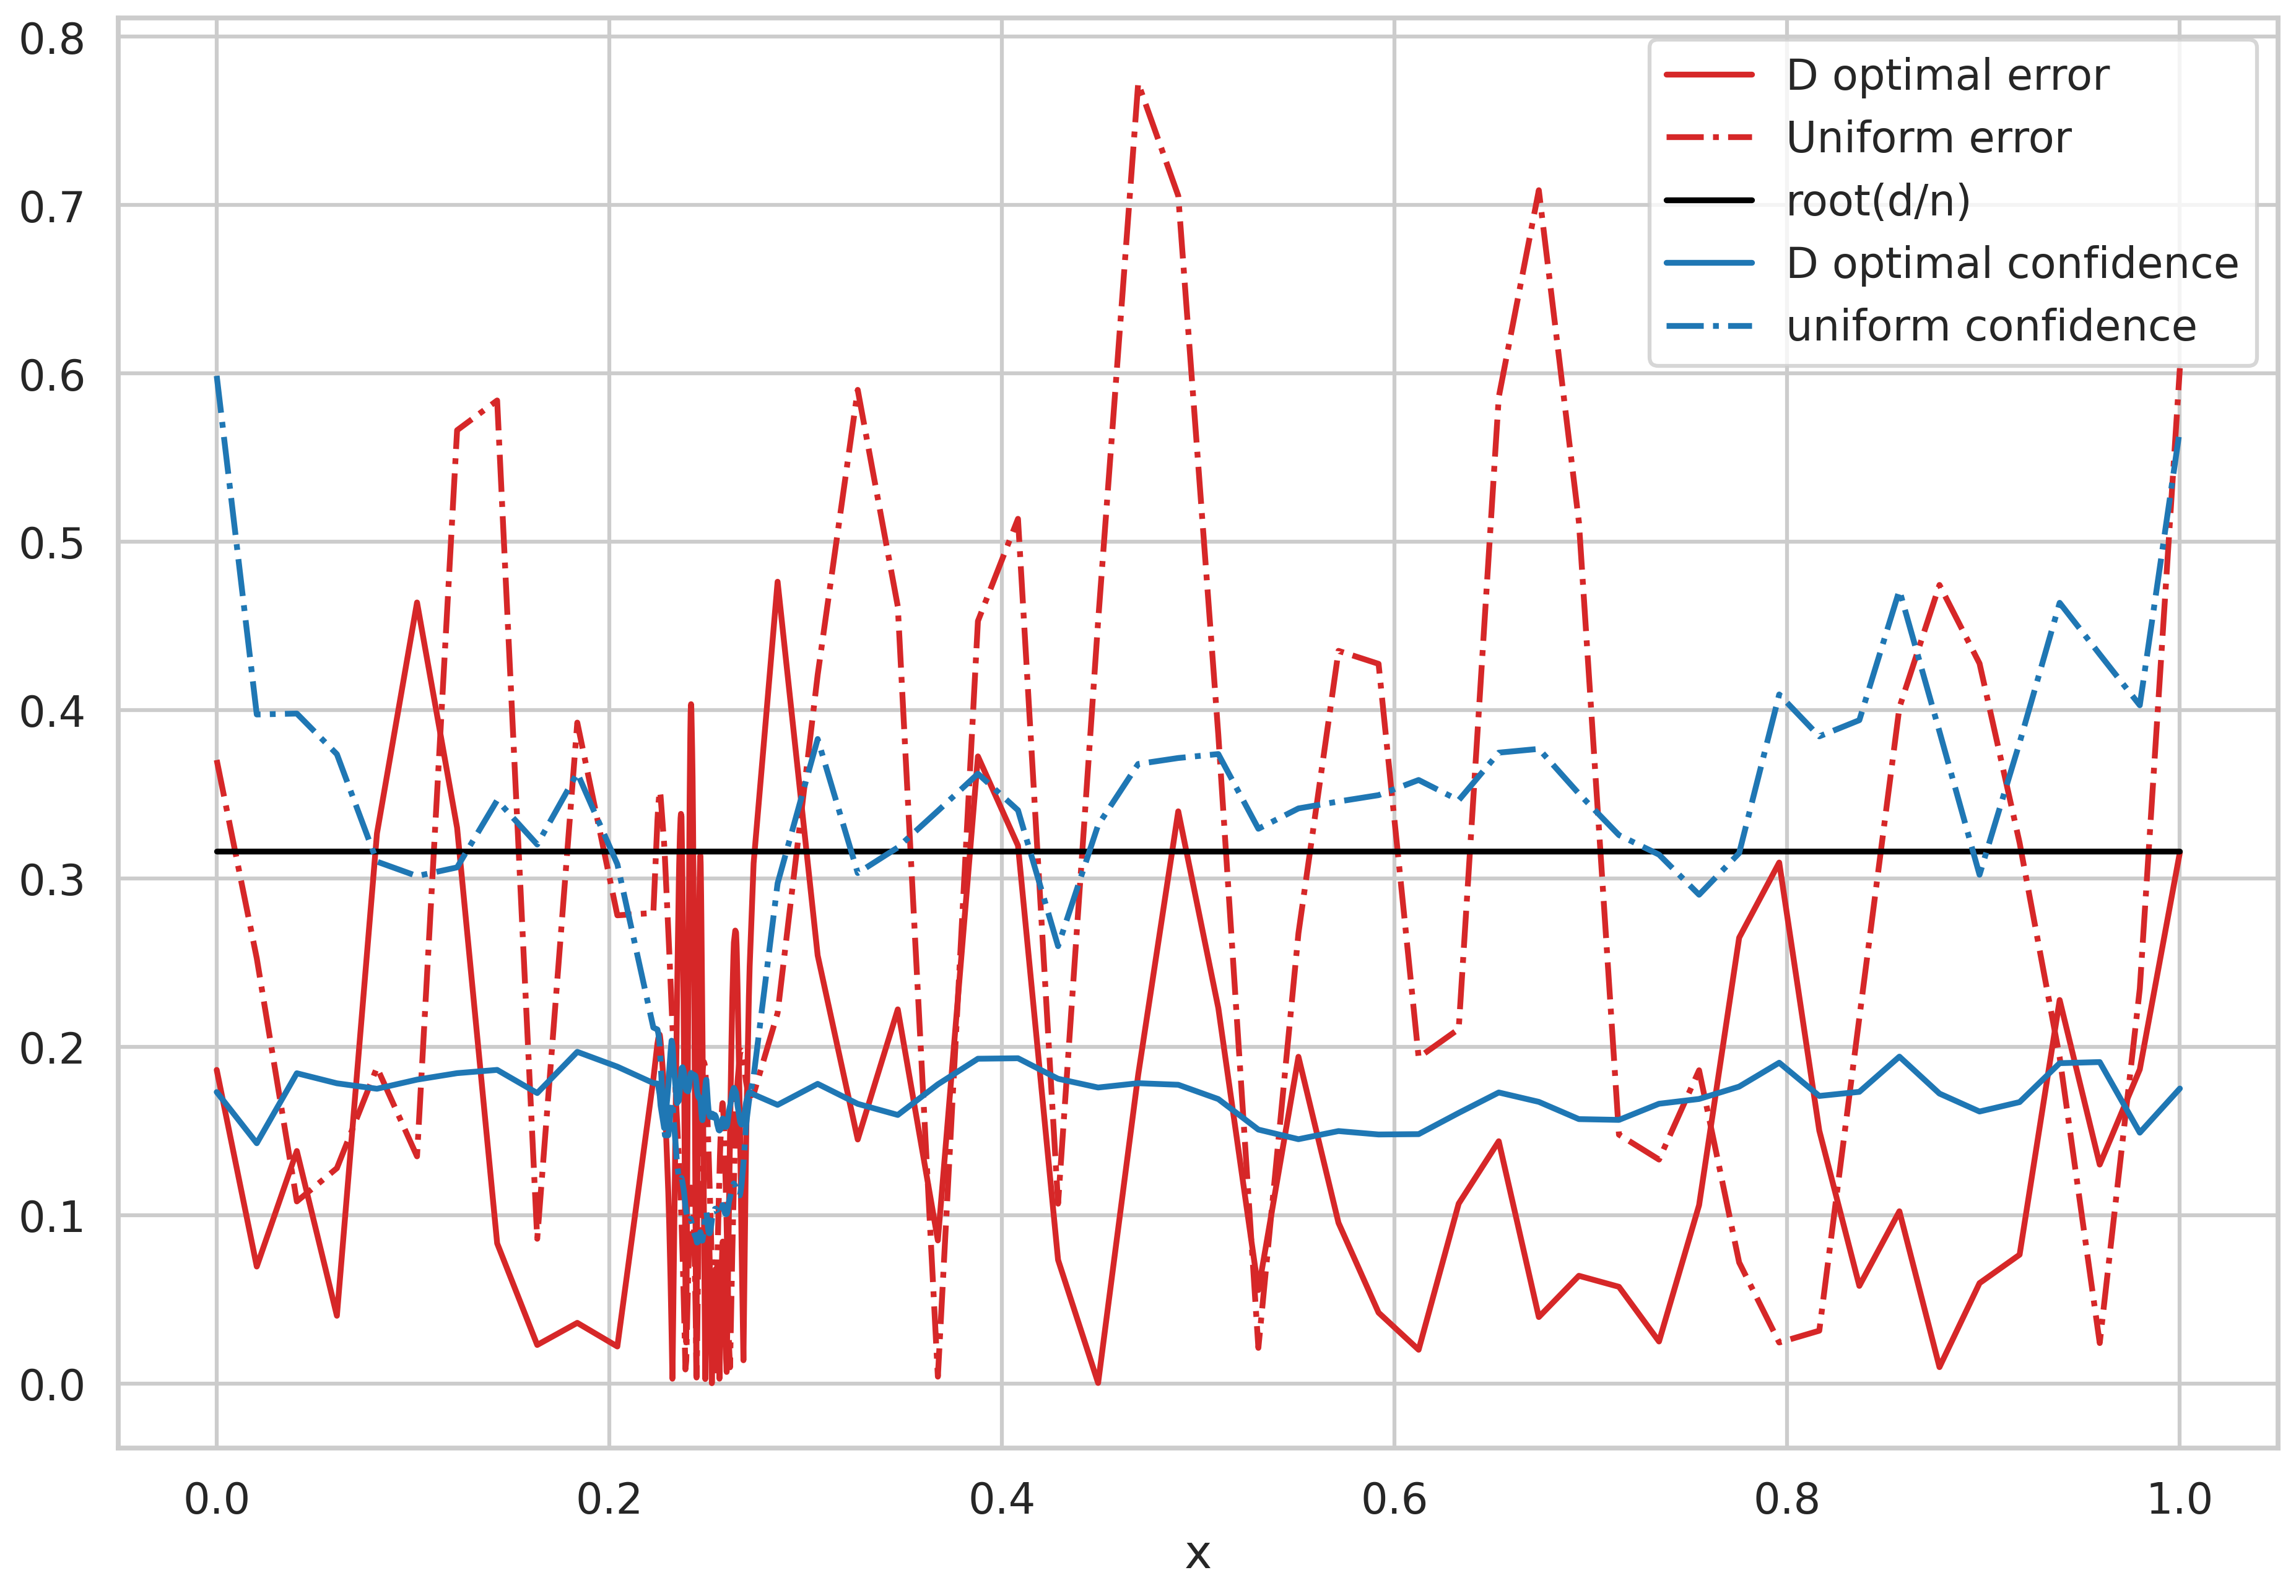 0.8
0.7
0.6
0.5
0.4
0.3
0.2
0.1
0.0
D optimal error
Uniform error
root(d/n)
D optimal confidence
uniform confidence
0.0 0.2 0.4 0.6 0.8 1.0
x